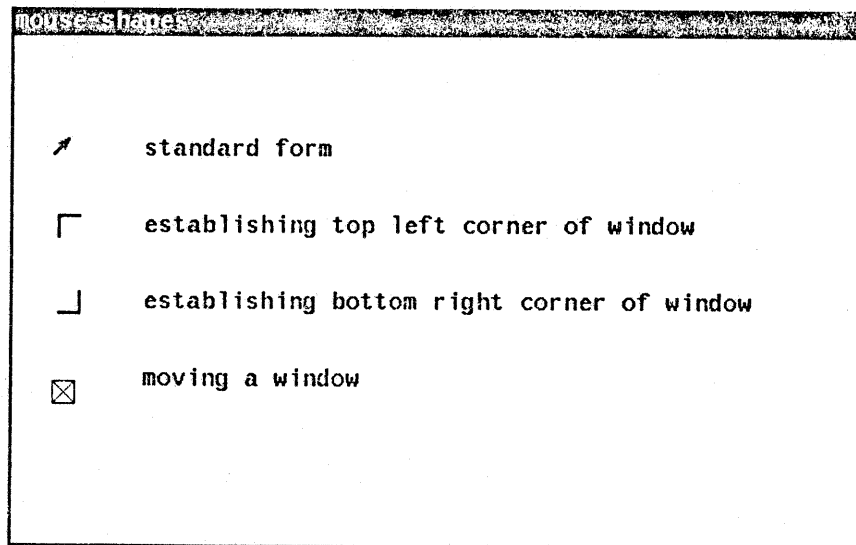 mouse-shapes
standard form
establishing top left corner of window
establishing bottom right corner of window
moving a window